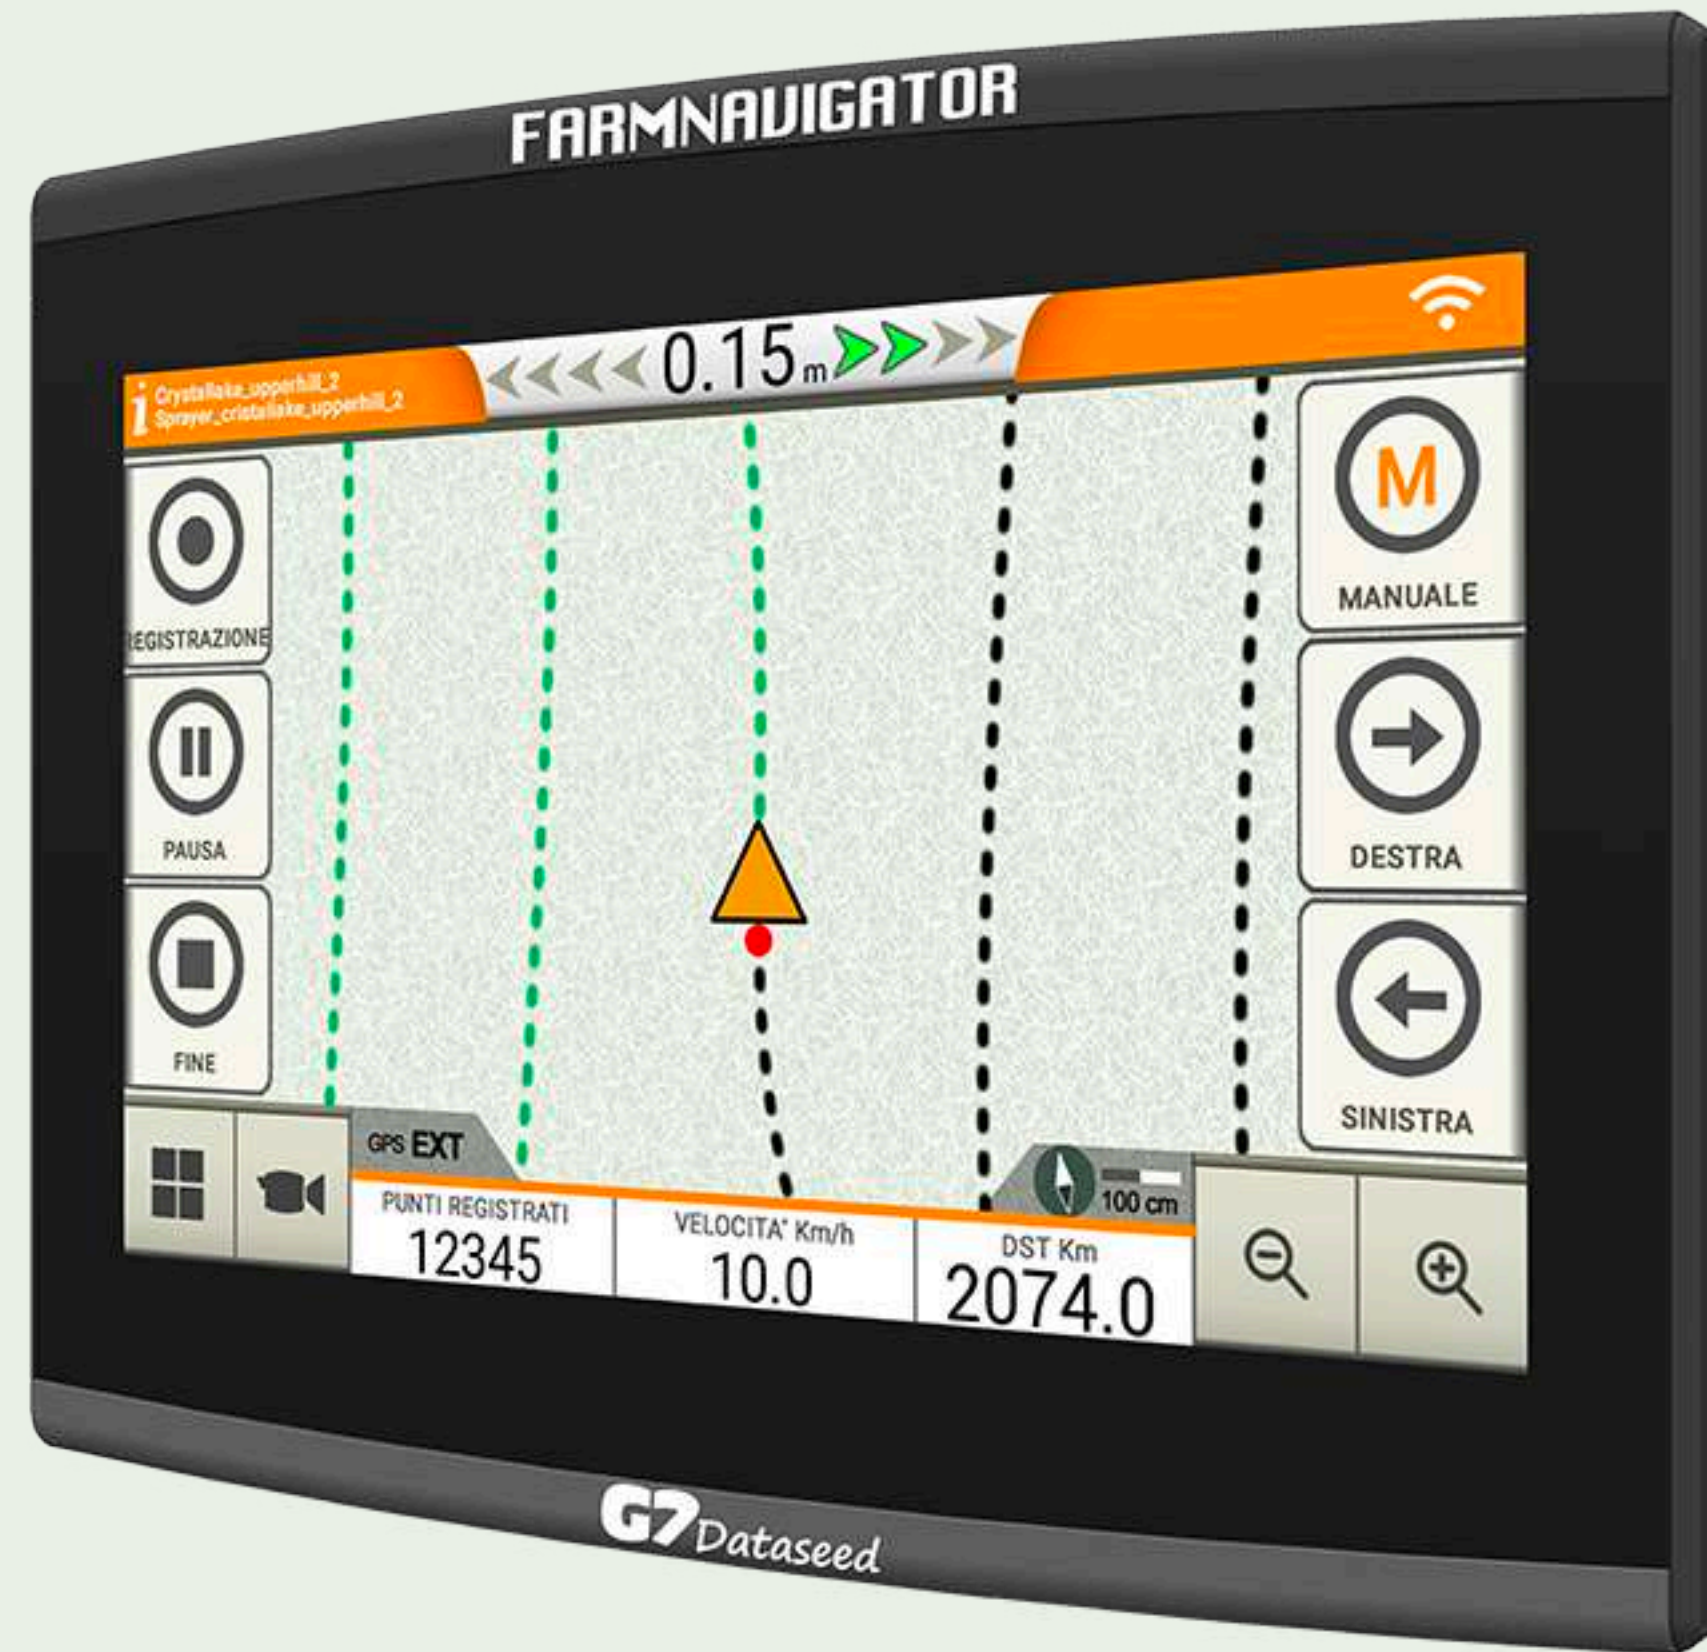 FARMNAVIGATOR
i Crystallake_upperhill_2
Sprayer_cristallake_upperhill_2
0.15 m
REGISTRAZIONE
PAUSA
FINE
M
MANUALE
DESTRA
SINISTRA
GPS EXT
100 cm
PUNTI REGISTRATI
12345
VELOCITA' Km/h
10.0
DST Km
2074.0
G7 Dataseed